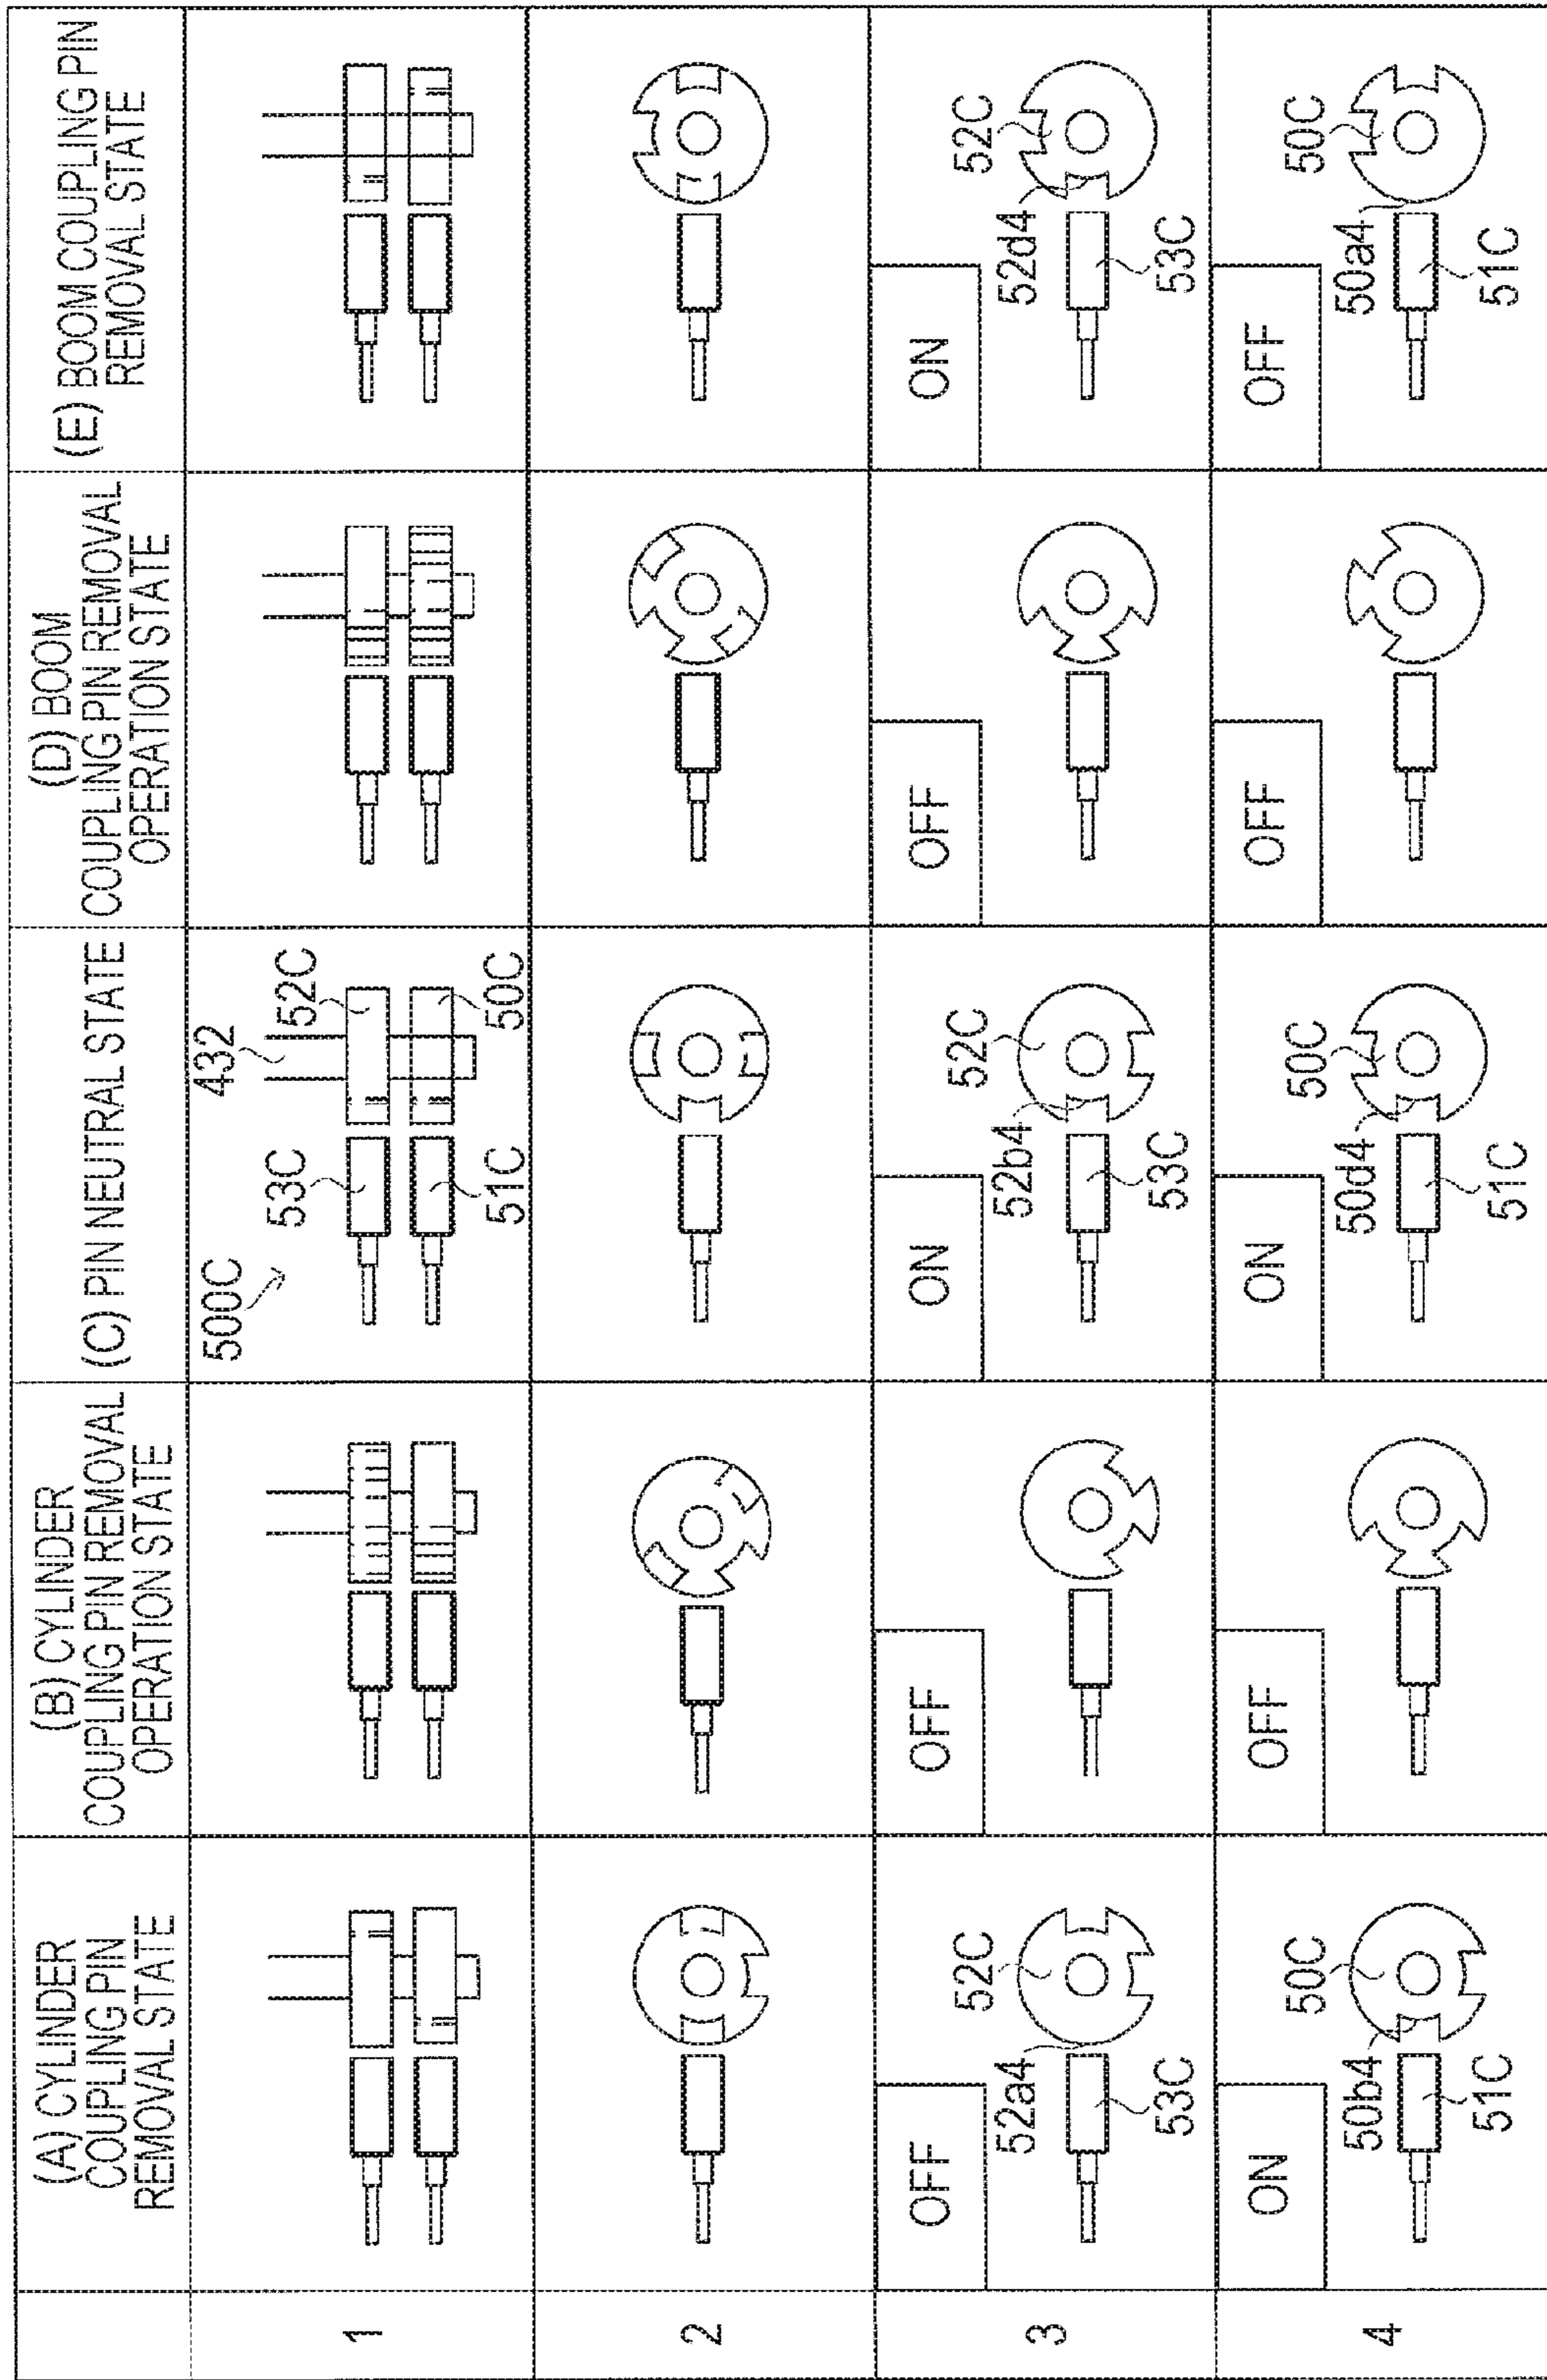 (A) CYLINDER
COUPLING PIN
REMOVAL STATE
(B) CYLINDER
COUPLING PIN REMOVAL
OPERATION STATE
(C) PIN NEUTRAL STATE
(D) BOOM
COUPLING PIN REMOVAL
OPERATION STATE
(E) BOOM COUPLING PIN
REMOVAL STATE
1
500C
53C
51C
432
52C
50C
2
3
OFF
52a4
53C
52C
OFF
ON
52b4
53C
52C
OFF
ON
52d4
53C
52C
4
ON
50b4
51C
50C
OFF
ON
50d4
51C
50C
OFF
OFF
50a4
51C
50C